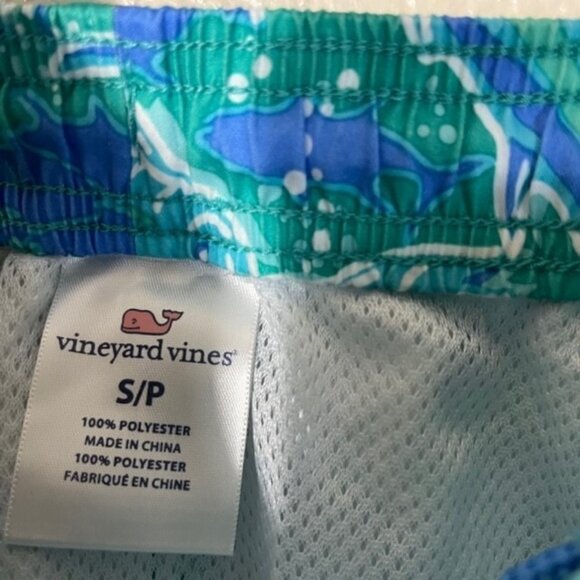 vineyard vines®
S/P
100% POLYESTER
MADE IN CHINA
100% POLYESTER
FABRIQUÉ EN CHINE